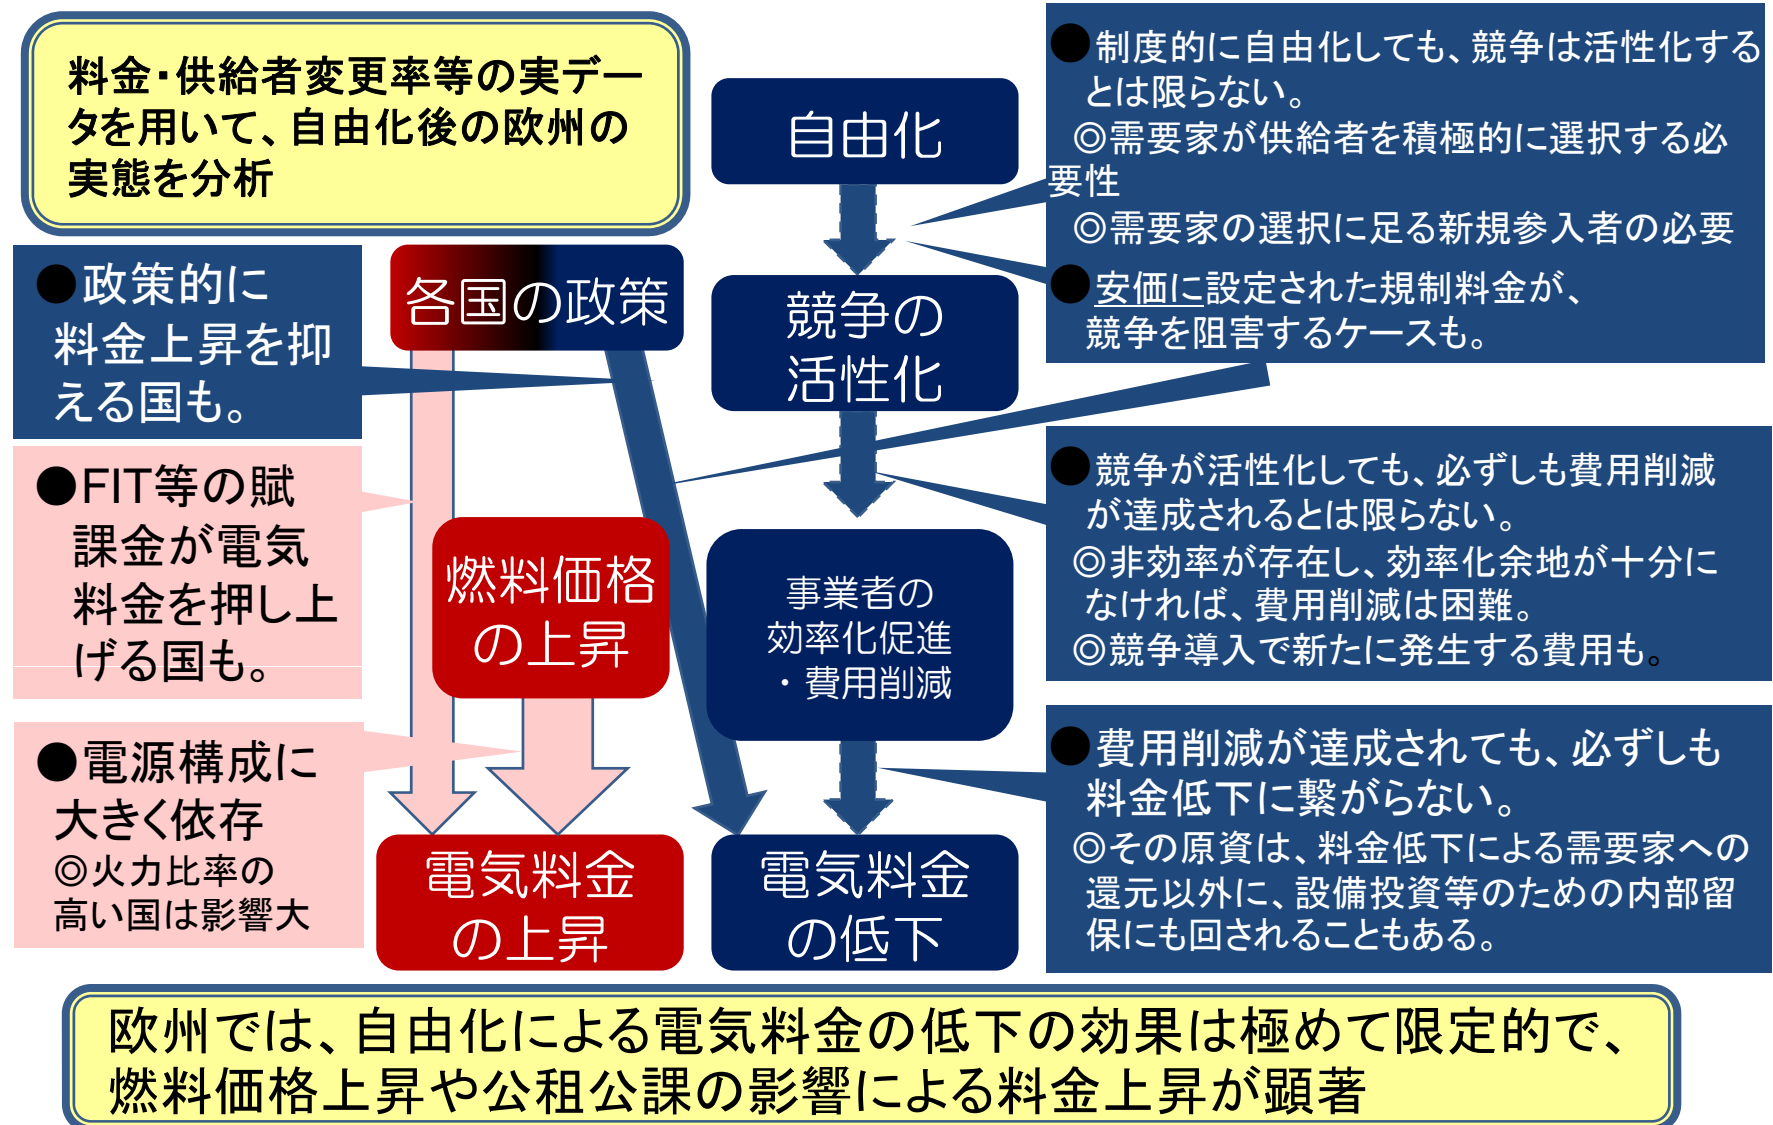 料金・供給者変更率等の実デー
タを用いて、自由化後の欧州の
実態を分析
自由化
●制度的に自由化しても、競争は活性化する
とは限らない。
◎需要家が供給者を積極的に選択する必
要性
◎需要家の選択に足る新規参入者の必要
●安価に設定された規制料金が、
競争を阻害するケースも。
●政策的に
料金上昇を抑
える国も。
各国の政策
競争の
活性化
●FIT等の賦
課金が電気
料金を押し上
げる国も。
燃料価格
の上昇
事業者の
効率化促進
・費用削減
●競争が活性化しても、必ずしも費用削減
が達成されるとは限らない。
◎非効率が存在し、効率化余地が十分に
なければ、費用削減は困難。
◎競争導入で新たに発生する費用も。
●電源構成に
大きく依存
◎火力比率の
高い国は影響大
電気料金
の上昇
電気料金
の低下
●費用削減が達成されても、必ずしも
料金低下に繋がらない。
◎その原資は、料金低下による需要家への
還元以外に、設備投資等のための内部留
保にも回されることもある。
欧州では、自由化による電気料金の低下の効果は極めて限定的で、
燃料価格上昇や公租公課の影響による料金上昇が顕著